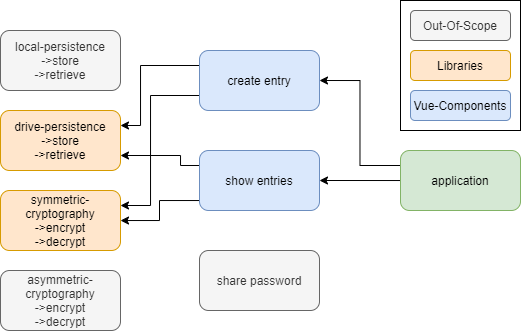 local-persistence
->store
->retrieve
drive-persistence
->store
->retrieve
symmetric-
cryptography
->encrypt
->decrypt
asymmetric-
cryptography
->encrypt
->decrypt
create entry
show entries
share password
application
Out-Of-Scope
Libraries
Vue-Components